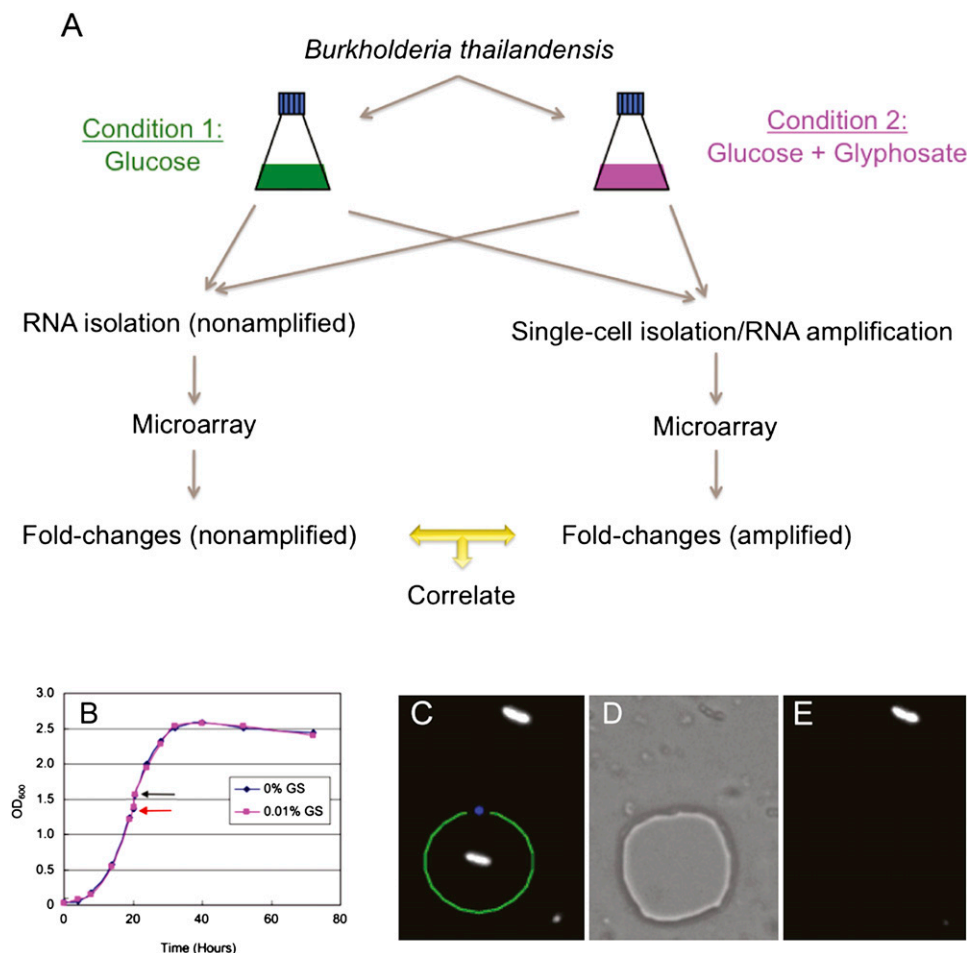 A
Burkholderia thailandensis
Condition 1:
Glucose
Condition 2:
Glucose + Glyphosate
RNA isolation (nonamplified)
Single-cell isolation/RNA amplification
Microarray
Microarray
Fold-changes (nonamplified)
Fold-changes (amplified)
Correlate
B
OD600
3.0
2.5
2.0
1.5
1.0
0.5
0
0% GS
0.01% GS
0 20 40 60 80
Time (Hours)
C
D
E